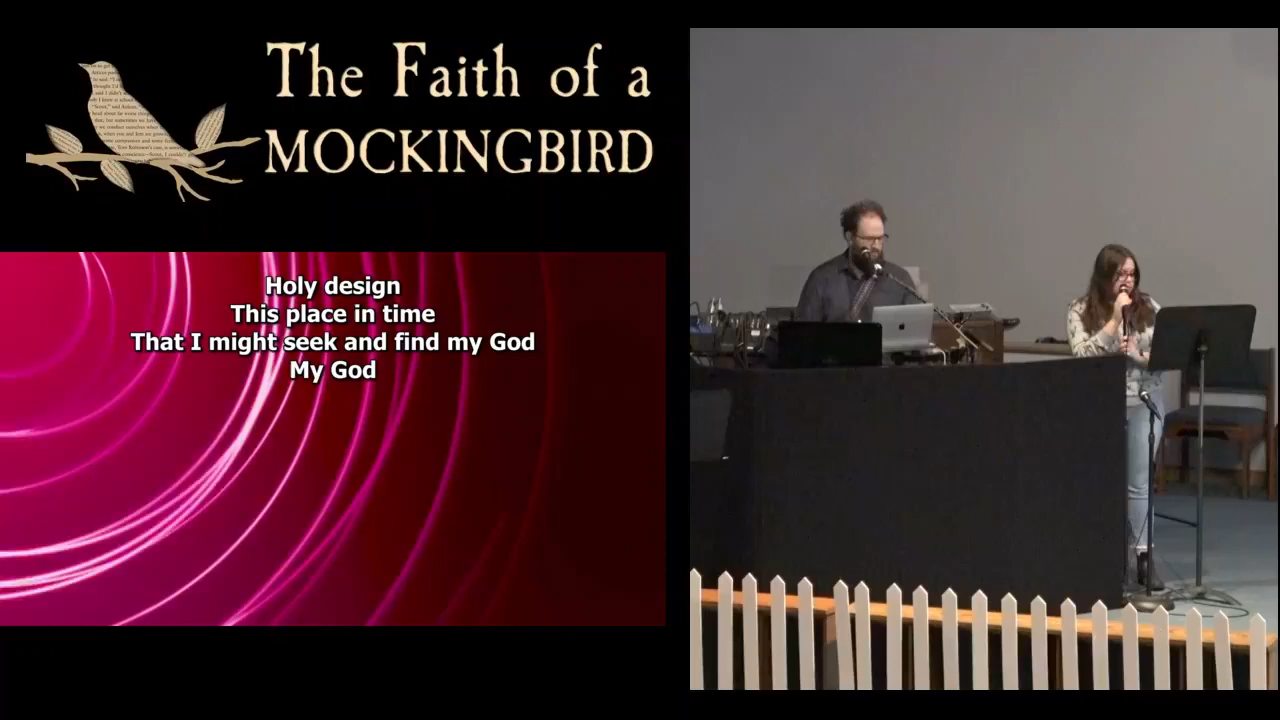 The Faith of a
MOCKINGBIRD
Holy design
This place in time
That I might seek and find my God
My God